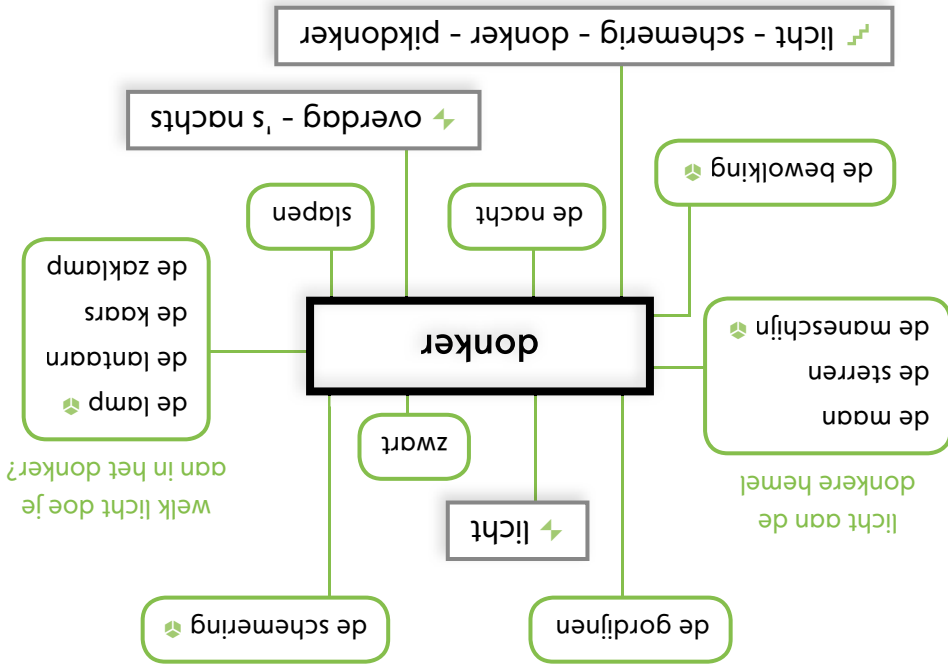 de gordijnen
de schemering
licht
licht aan de
donkere hemel
de maan
de sterren
de maneschijn
zwart
welk licht doe je
aan in het donker?
de lamp
de lantaarn
de kaars
de zaklamp
donker
de bewolking
de nacht
slapen
overdag - 's nachts
licht - schemerig - donker - pikdonker